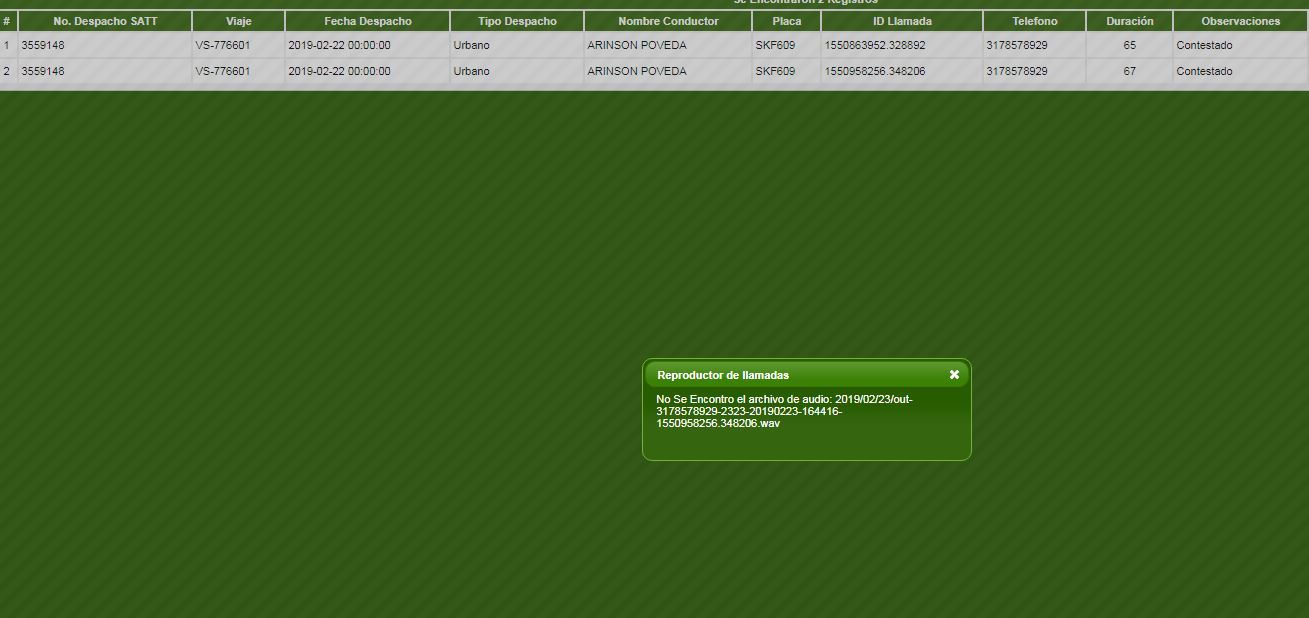 Se Encontraron 2 Registros
# No. Despacho SATT Viaje Fecha Despacho Tipo Despacho Nombre Conductor Placa ID Llamada Telefono Duración Observaciones
1 3559148 VS-776601 2019-02-22 00:00:00 Urbano ARINSON POVEDA SKF609 1550863952.328892 3178578929 65 Contestado
2 3559148 VS-776601 2019-02-22 00:00:00 Urbano ARINSON POVEDA SKF609 1550958256.348206 3178578929 67 Contestado
Reproductor de llamadas
No Se Encontro el archivo de audio: 2019/02/23/out-
3178578929-2323-20190223-164416-
1550958256.348206.wav